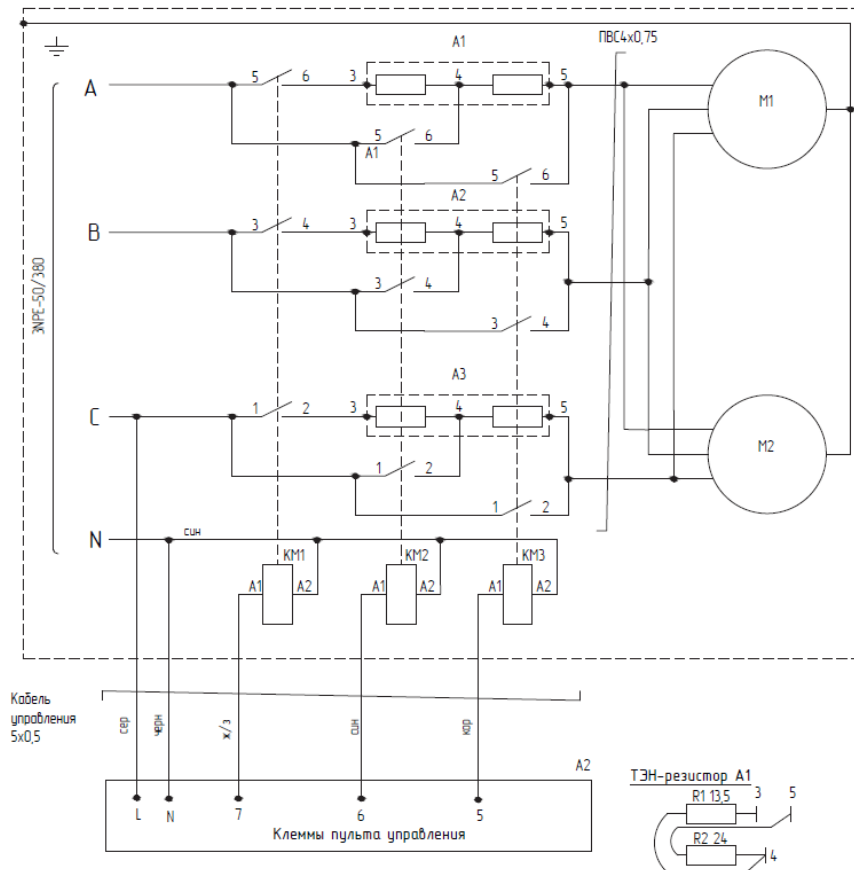 A1
ПВС4х0,75
A
5 6 3 4 5
M1
5 6
A1
5 6
A2
B
3 4 3 4 5
3 4
3 4
3NPE~50/380
A3
C
1 2 3 4 5
M2
1 2
1 2
N
син
KM1 KM2 KM3
A1 A2 A1 A2 A1 A2
Кабель
управления
5х0,5
сер
черн
ж/з
син
кор
A2
L N 7 6 5
Клеммы пульта управления
ТЭН-резистор А1
R1 13,5 3 5
R2 24 4